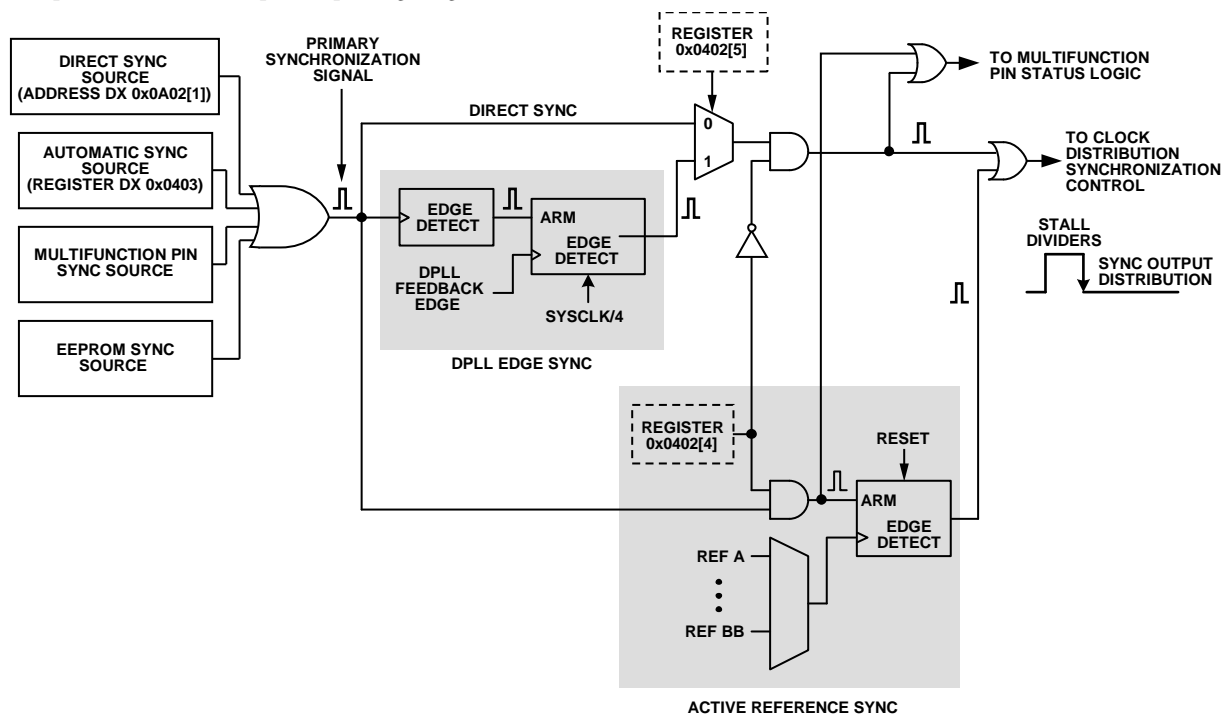 DIRECT SYNC
SOURCE
(ADDRESS DX 0x0A02[1])
AUTOMATIC SYNC
SOURCE
(REGISTER DX 0x0403)
MULTIFUNCTION PIN
SYNC SOURCE
EEPROM SYNC
SOURCE
PRIMARY
SYNCHRONIZATION
SIGNAL
DIRECT SYNC
EDGE
DETECT
ARM
EDGE
DETECT
DPLL
FEEDBACK
EDGE
SYSCLK/4
DPLL EDGE SYNC
REGISTER
0x0402[5]
0
1
TO MULTIFUNCTION
PIN STATUS LOGIC
TO CLOCK
DISTRIBUTION
SYNCHRONIZATION
CONTROL
STALL
DIVIDERS
SYNC OUTPUT
DISTRIBUTION
REGISTER
0x0402[4]
RESET
ARM
EDGE
DETECT
REF A
REF BB
ACTIVE REFERENCE SYNC